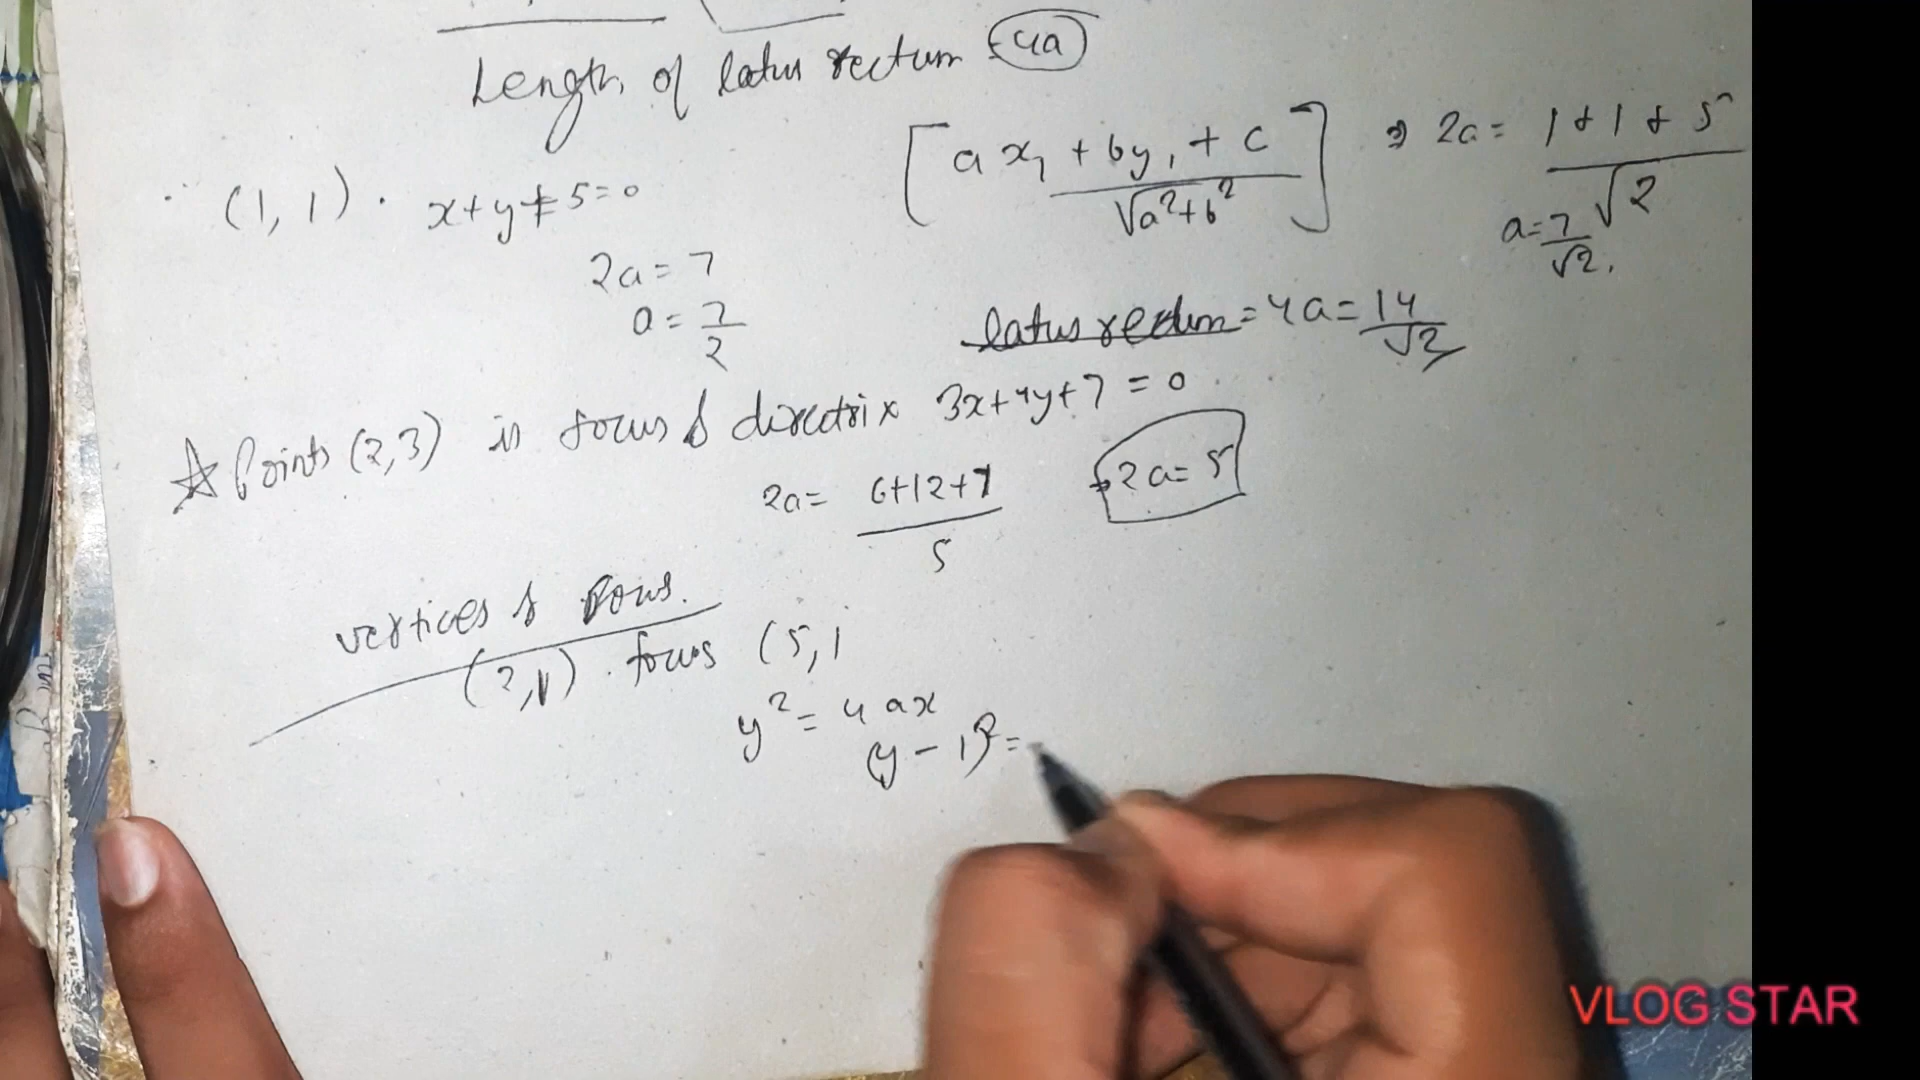 Length of latus rectum = 4a
∵ (1, 1) . x+y+5=0
[ax₁ + by₁ + c / √a²+b²] ⇒ 2a = 1+1+5 / √2
2a = 7
a = 7/√2.
a = 7/2
latus rectum = 4a = 14/√2
☆ Points (2,3) is focus & directrix 3x+4y+7 = 0
2a = 6+12+7 / 5 ⇒ 2a = 5
vertices & focus.
(2,1) . focus (5,1
y² = 4ax
(y - 1)² =
VLOG STAR